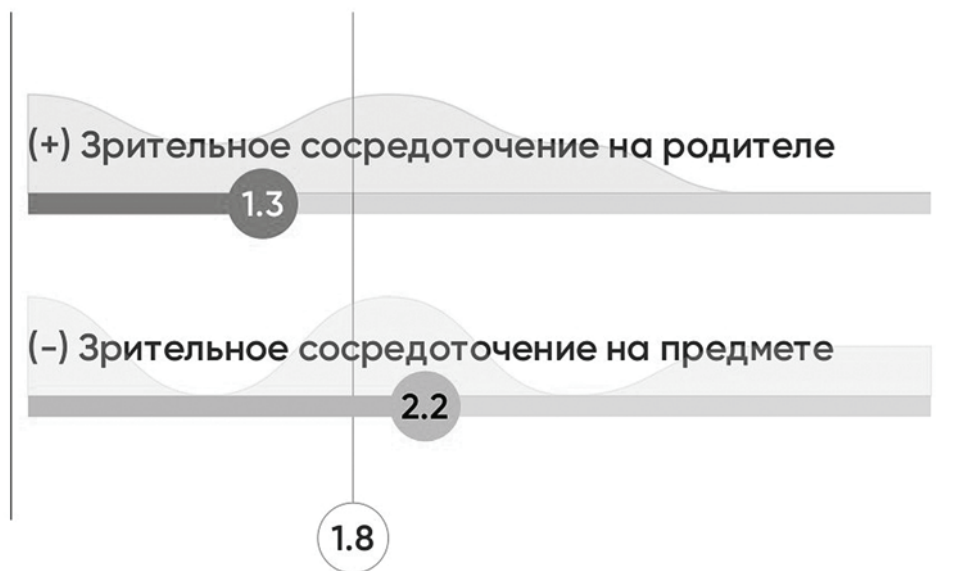 (+) Зрительное сосредоточение на родителе
1.3
(-) Зрительное сосредоточение на предмете
2.2
1.8